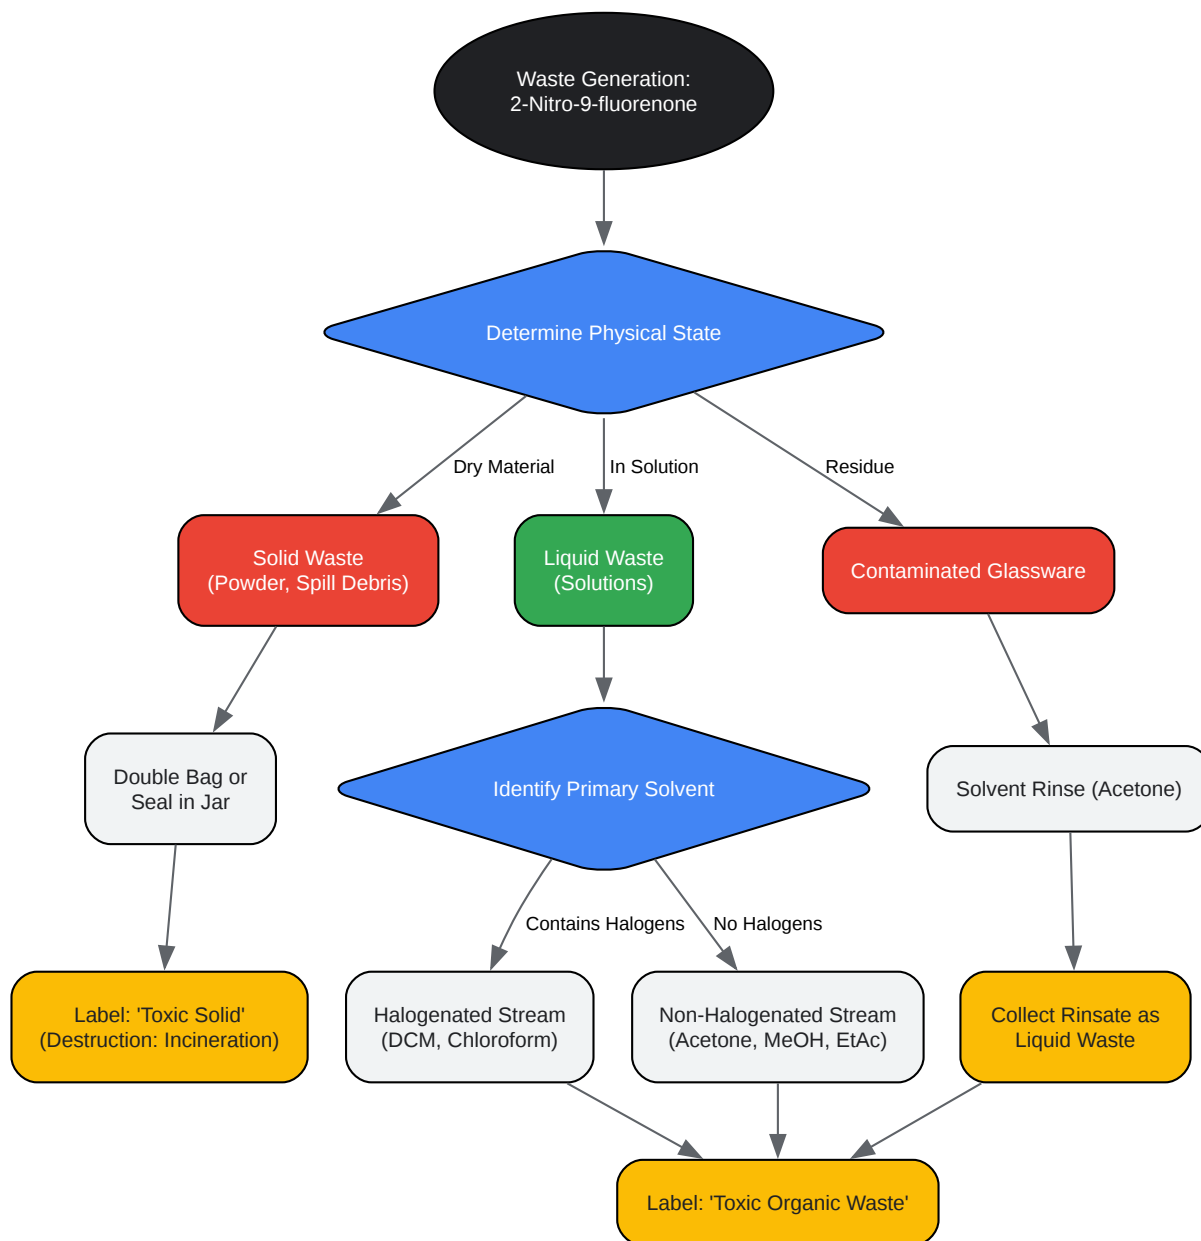 Waste Generation:
2-Nitro-9-fluorenone
Determine Physical State
Dry Material
In Solution
Residue
Solid Waste
(Powder, Spill Debris)
Liquid Waste
(Solutions)
Contaminated Glassware
Double Bag or
Seal in Jar
Identify Primary Solvent
Solvent Rinse (Acetone)
Contains Halogens
No Halogens
Label: 'Toxic Solid'
(Destruction: Incineration)
Halogenated Stream
(DCM, Chloroform)
Non-Halogenated Stream
(Acetone, MeOH, EtAc)
Collect Rinsate as
Liquid Waste
Label: 'Toxic Organic Waste'